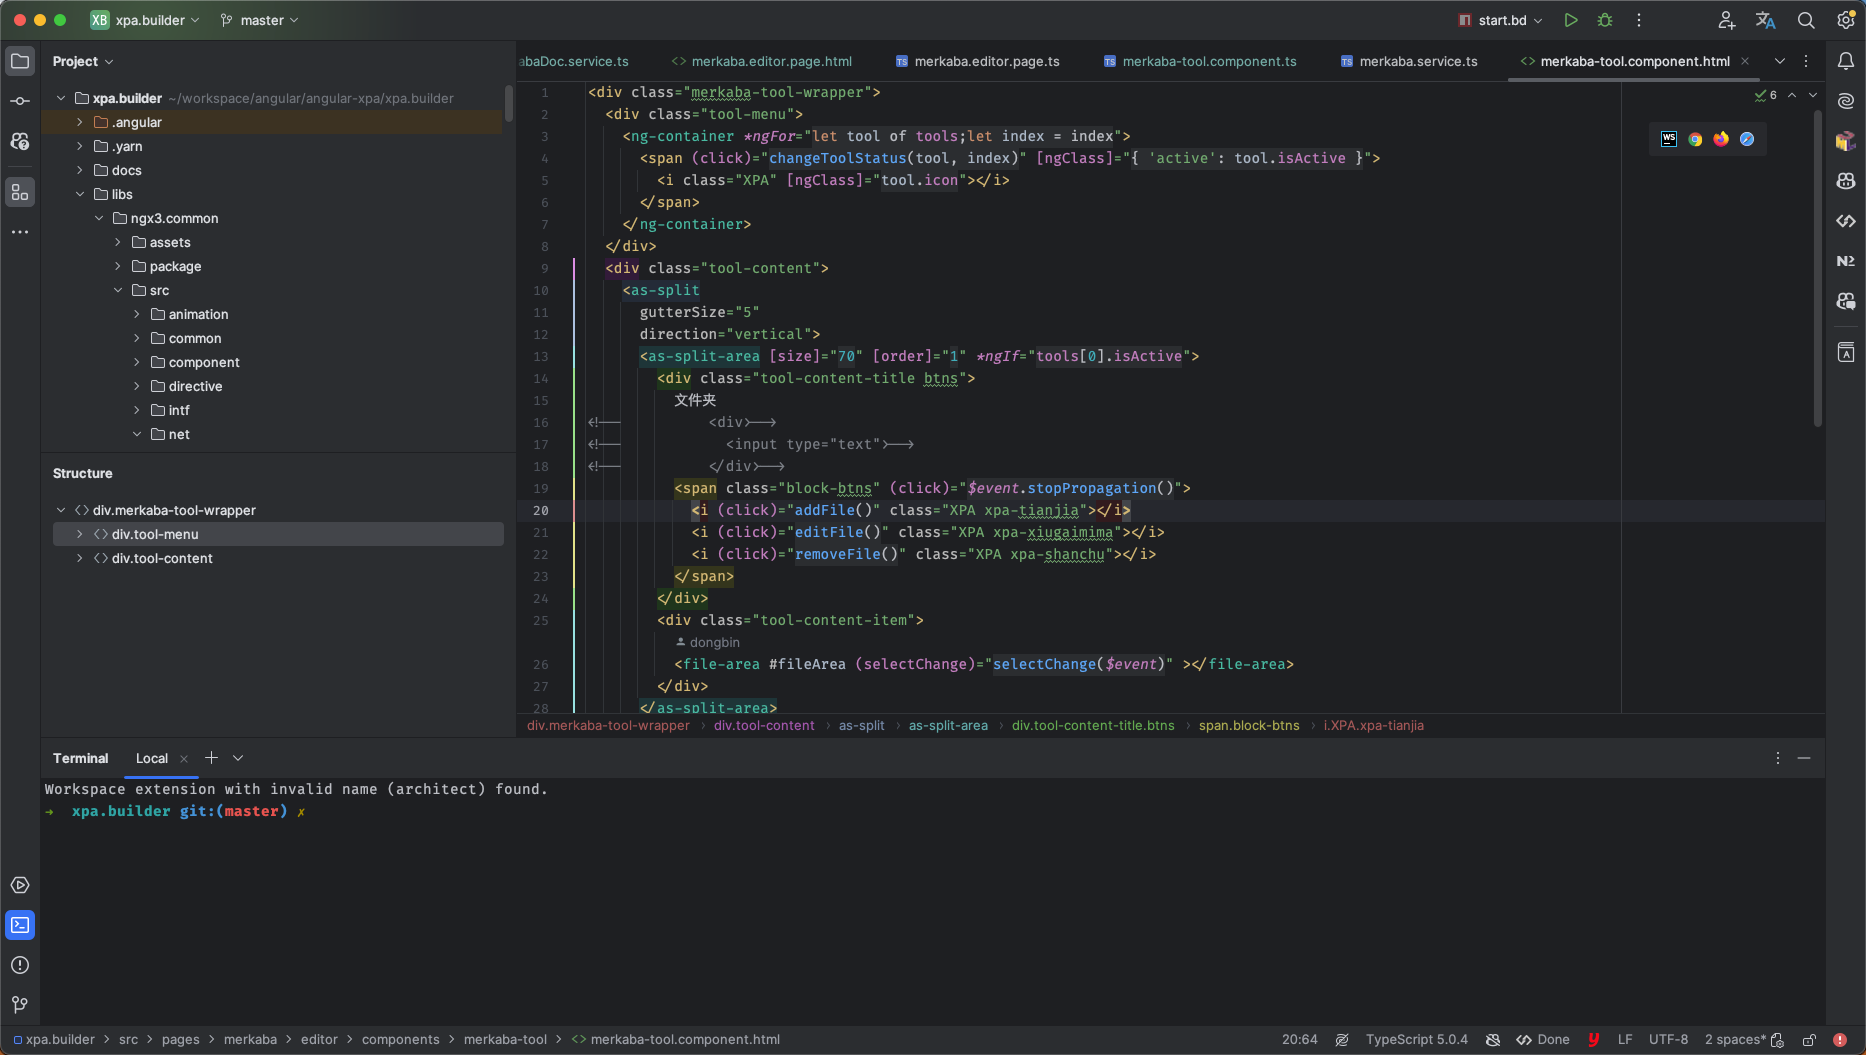 XB xpa.builder master start.bd
Project
abaDoc.service.ts <> merkaba.editor.page.html TS merkaba.editor.page.ts TS merkaba-tool.component.ts TS merkaba.service.ts <> merkaba-tool.component.html
xpa.builder ~/workspace/angular/angular-xpa/xpa.builder
.angular
.yarn
docs
libs
ngx3.common
assets
package
src
animation
common
component
directive
intf
net
Structure
<> div.merkaba-tool-wrapper
<> div.tool-menu
<> div.tool-content
6
WS
1 <div class="merkaba-tool-wrapper">
2 <div class="tool-menu">
3 <ng-container *ngFor="let tool of tools;let index = index">
4 <span (click)="changeToolStatus(tool, index)" [ngClass]="{ 'active': tool.isActive }">
5 <i class="XPA" [ngClass]="tool.icon"></i>
6 </span>
7 </ng-container>
8 </div>
9 <div class="tool-content">
10 <as-split
11 gutterSize="5"
12 direction="vertical">
13 <as-split-area [size]="70" [order]="1" *ngIf="tools[0].isActive">
14 <div class="tool-content-title btns">
15 文件夹
16 <!-- <div>-->
17 <!-- <input type="text">-->
18 <!-- </div>-->
19 <span class="block-btns" (click)="$event.stopPropagation()">
20 <i (click)="addFile()" class="XPA xpa-tianjia"></i>
21 <i (click)="editFile()" class="XPA xpa-xiugaimima"></i>
22 <i (click)="removeFile()" class="XPA xpa-shanchu"></i>
23 </span>
24 </div>
25 <div class="tool-content-item">
dongbin
26 <file-area #fileArea (selectChange)="selectChange($event)" ></file-area>
27 </div>
28 </as-split-area>
div.merkaba-tool-wrapper › div.tool-content › as-split › as-split-area › div.tool-content-title.btns › span.block-btns › i.XPA.xpa-tianjia
Terminal Local
Workspace extension with invalid name (architect) found.
→ xpa.builder git:(master) ✗
xpa.builder › src › pages › merkaba › editor › components › merkaba-tool › <> merkaba-tool.component.html 20:64 TypeScript 5.0.4 Done LF UTF-8 2 spaces*